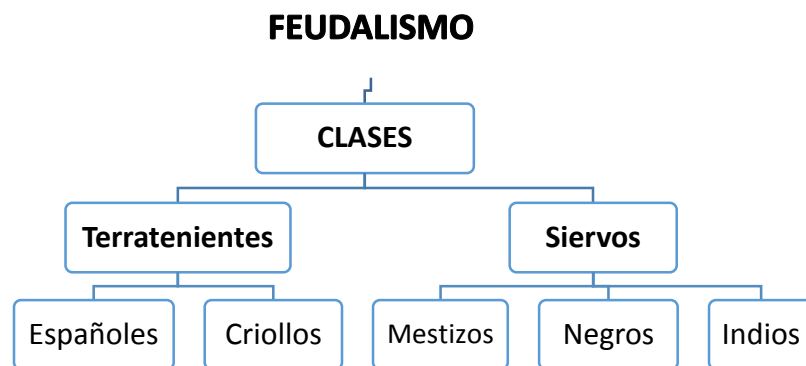 FEUDALISMO
CLASES
Terratenientes
Siervos
Españoles
Criollos
Mestizos
Negros
Indios